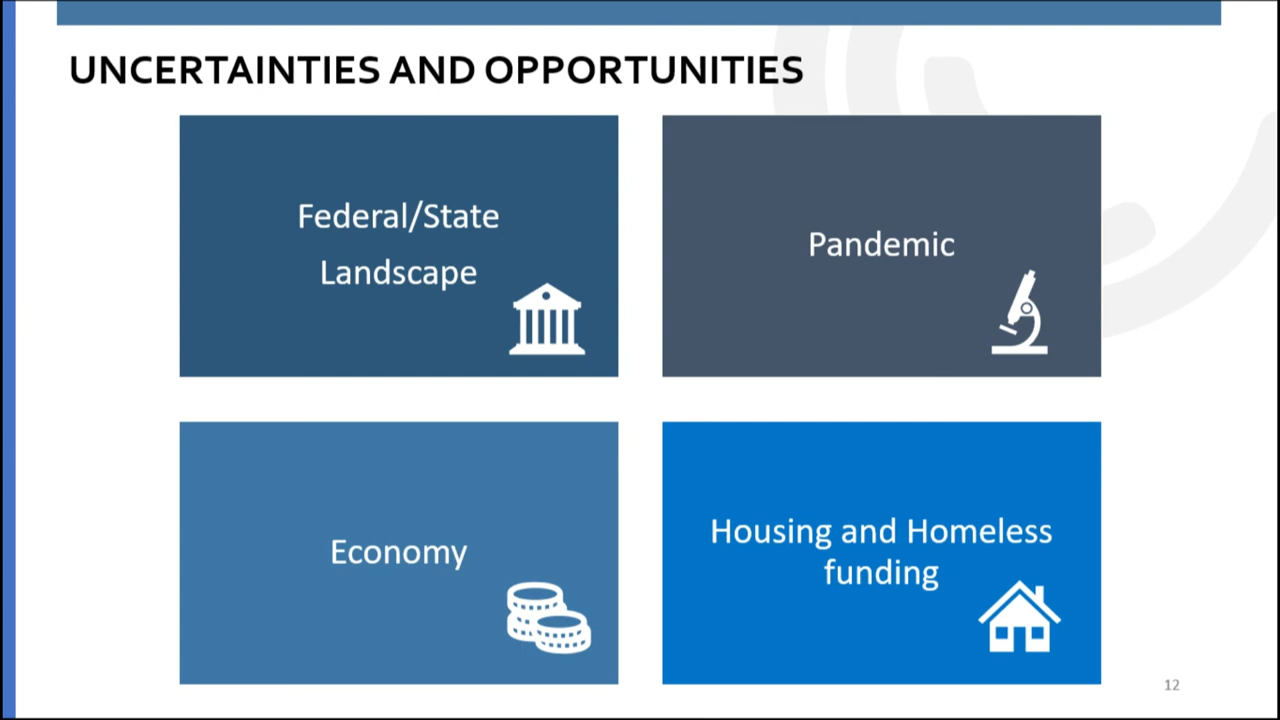 UNCERTAINTIES AND OPPORTUNITIES
Federal/State
Landscape
Pandemic
Economy
Housing and Homeless
funding
12